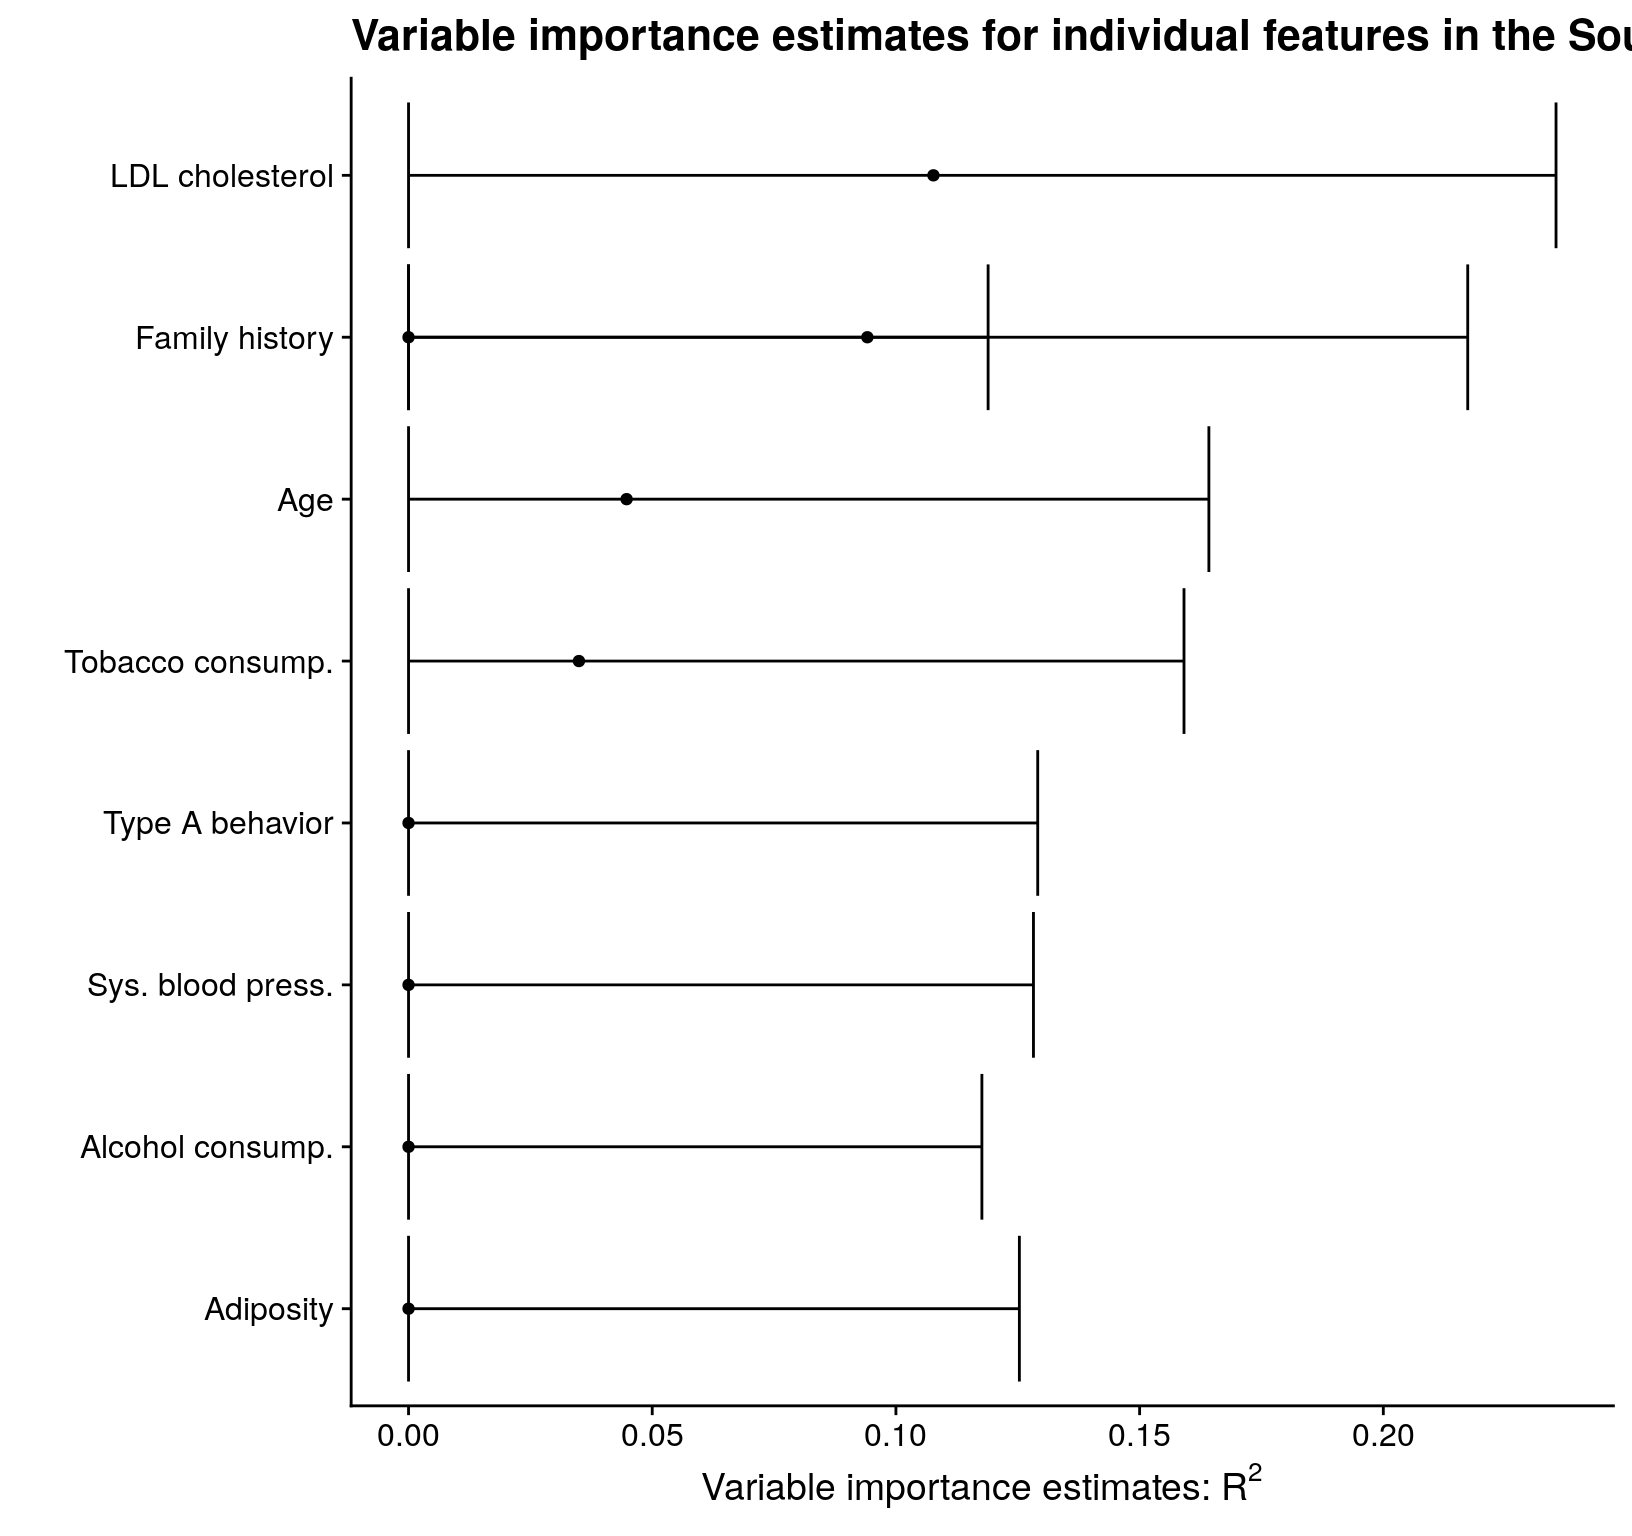 Variable importance estimates for individual features in the
LDL cholesterol
Family history
Age
Tobacco consump.
Type A behavior
Sys. blood press.
Alcohol consump.
Adiposity
0.00 0.05 0.10 0.15 0.20
Variable importance estimates: R²